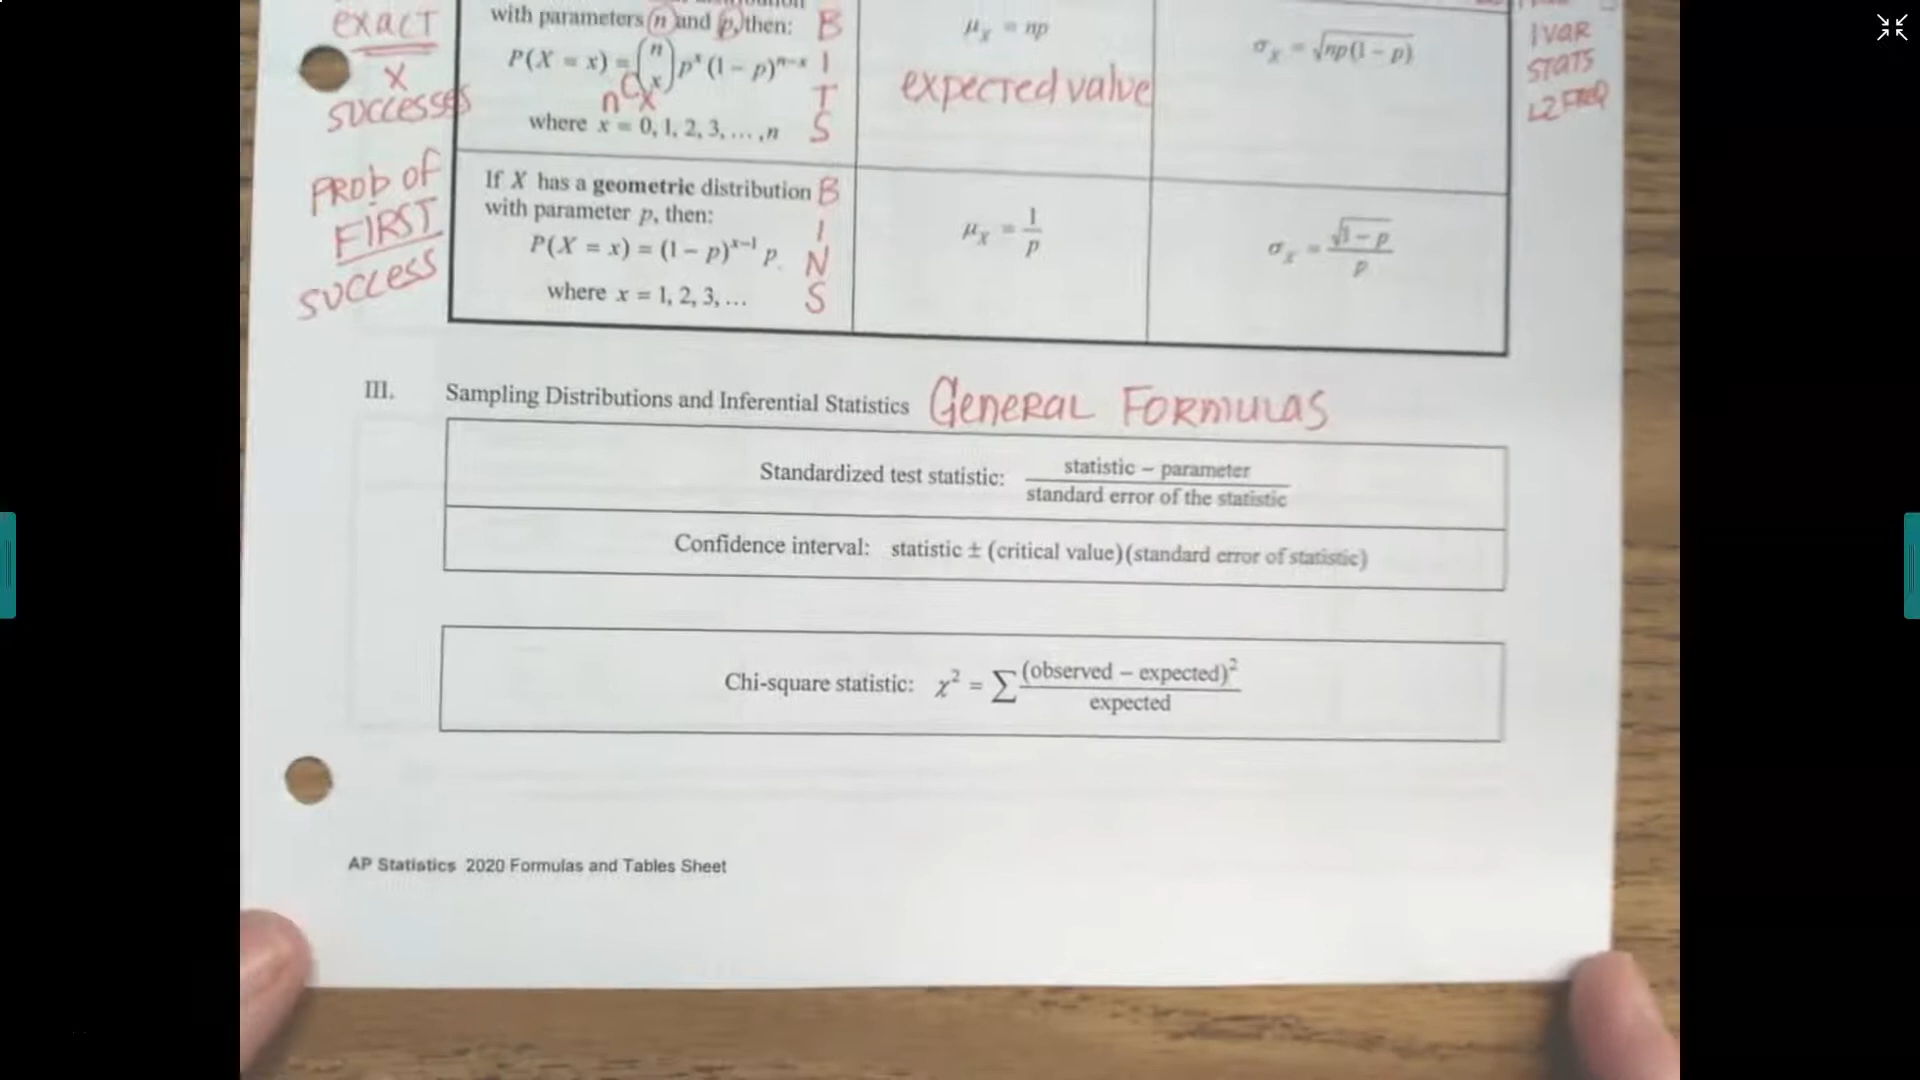 exact
x
successes
with parameters n and p, then: B
P(X = x) = (n x) p^x (1 − p)^n−x I
nCx T
where x = 0, 1, 2, 3, …, n S
μX = np
expected value
σX = √np(1 − p)
1 VAR
STATS
L2 FREQ
PROb OF
FIRST
success
If X has a geometric distribution B
with parameter p, then: I
P(X = x) = (1 − p)^x−1 p N
where x = 1, 2, 3, … S
μX = 1/p
σX = √1 − p / p
III. Sampling Distributions and Inferential Statistics GENERAL FORMULAS
Standardized test statistic: statistic − parameter / standard error of the statistic
Confidence interval: statistic ± (critical value)(standard error of statistic)
Chi-square statistic: χ² = Σ (observed − expected)² / expected
AP Statistics 2020 Formulas and Tables Sheet